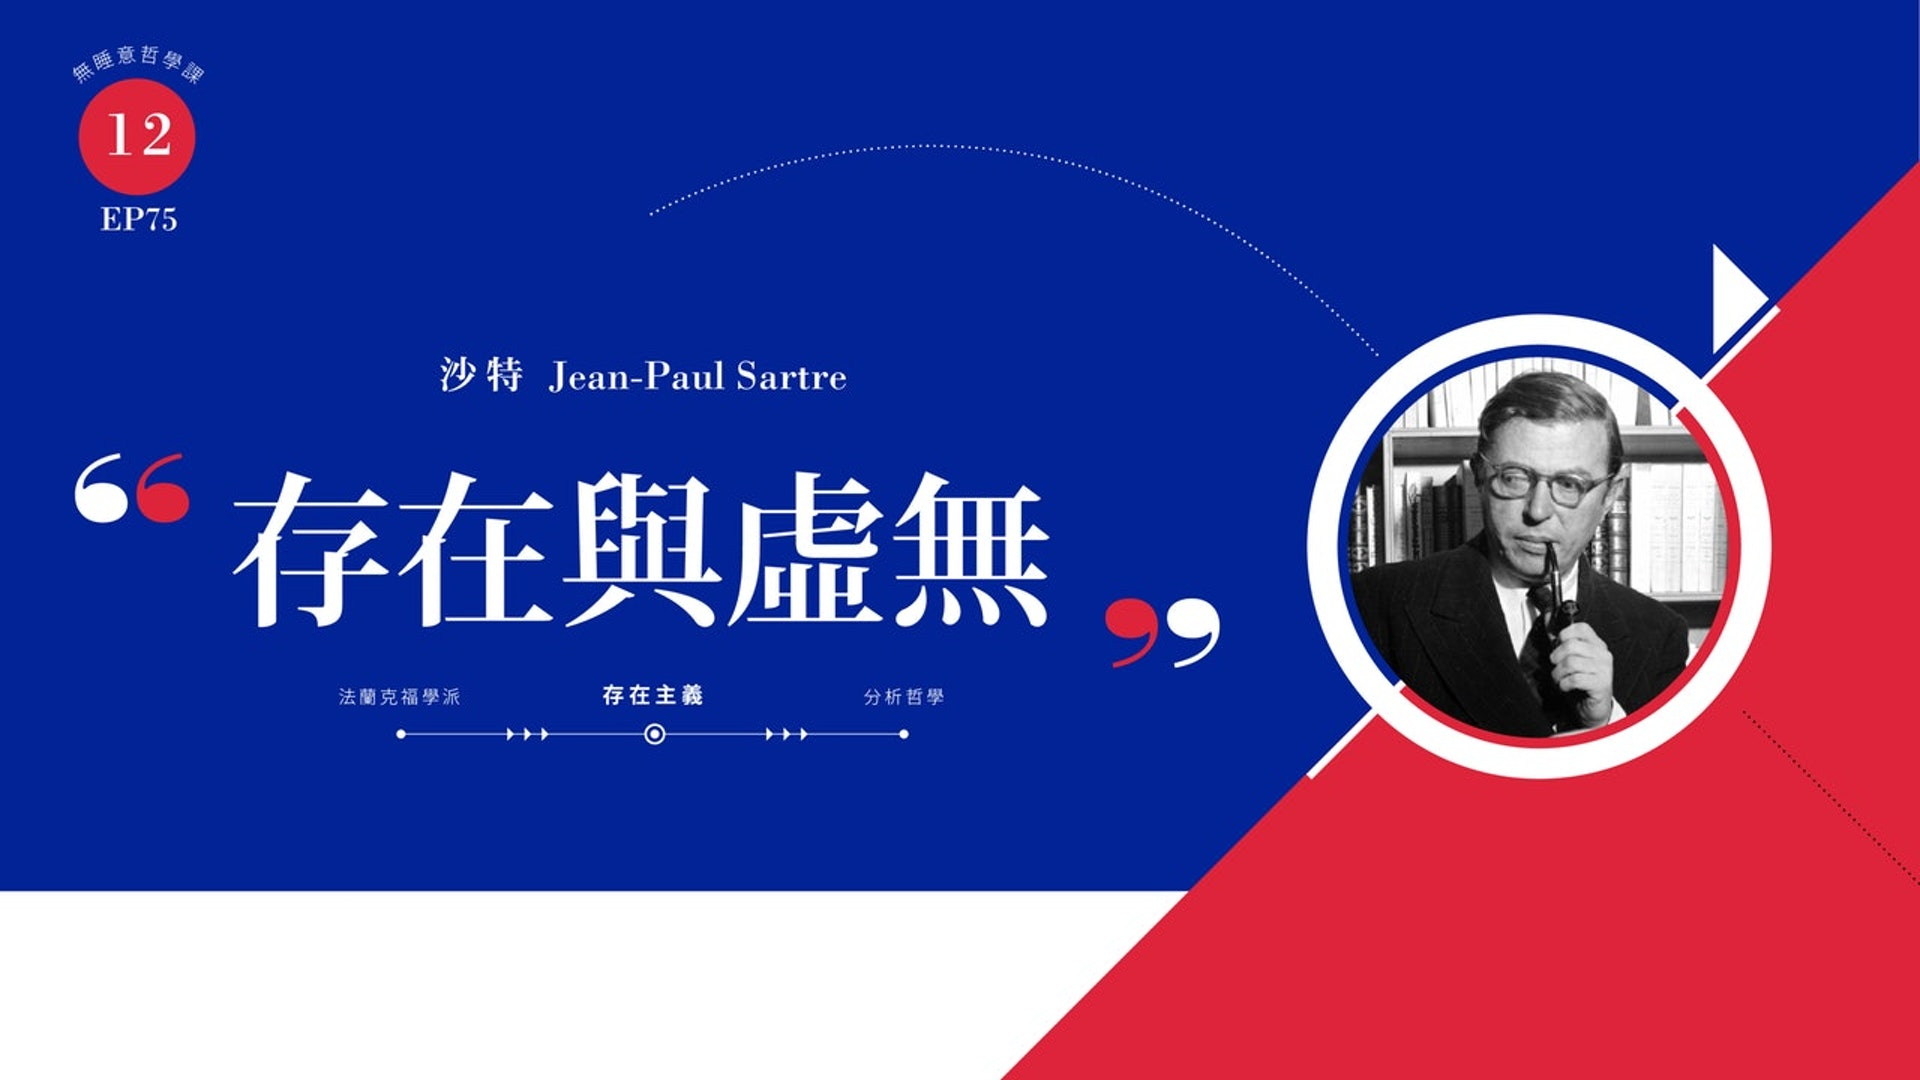 無睡意哲學課
12
EP75
沙特 Jean-Paul Sartre
“存在與虛無”
法蘭克福學派 存在主義 分析哲學